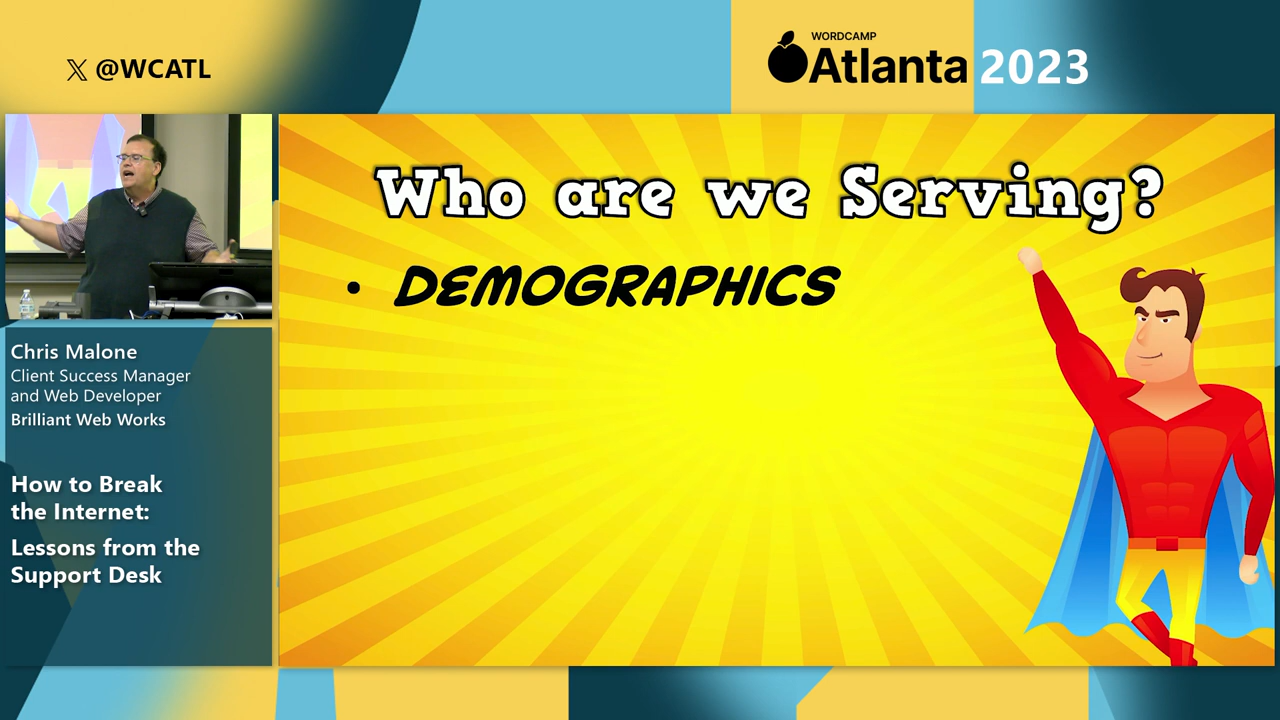 𝕏 @WCATL
WORDCAMP
Atlanta 2023
Who are we Serving?
• DEMOGRAPHICS
Chris Malone
Client Success Manager
and Web Developer
Brilliant Web Works
How to Break
the Internet:
Lessons from the
Support Desk